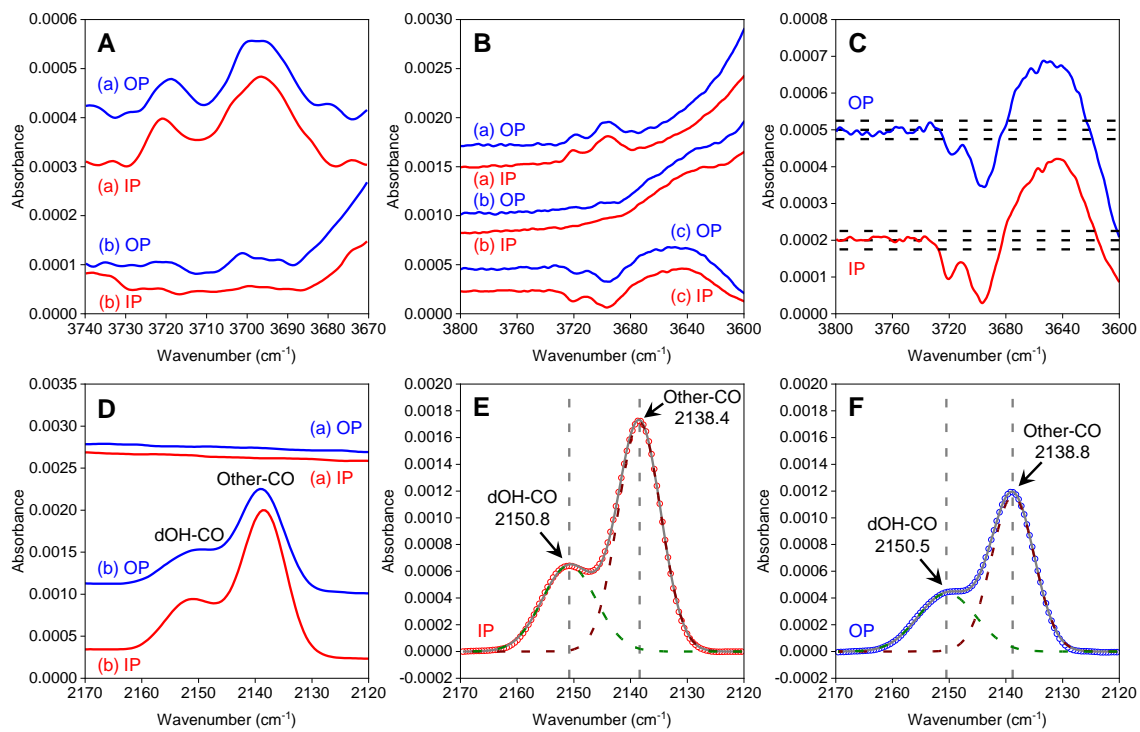 A
(a) OP
(a) IP
(b) OP
(b) IP
0.0006
0.0005
0.0004
0.0003
0.0002
0.0001
0.0000
Absorbance
3740 3730 3720 3710 3700 3690 3680 3670
Wavenumber (cm⁻¹)
B
(a) OP
(a) IP
(b) OP
(b) IP
(c) OP
(c) IP
0.0030
0.0025
0.0020
0.0015
0.0010
0.0005
0.0000
Absorbance
3800 3760 3720 3680 3640 3600
Wavenumber (cm⁻¹)
C
OP
IP
0.0008
0.0007
0.0006
0.0005
0.0004
0.0003
0.0002
0.0001
0.0000
Absorbance
3800 3760 3720 3680 3640 3600
Wavenumber (cm⁻¹)
D
(a) OP
(a) IP
Other-CO
dOH-CO
(b) OP
(b) IP
0.0035
0.0030
0.0025
0.0020
0.0015
0.0010
0.0005
0.0000
Absorbance
2170 2160 2150 2140 2130 2120
Wavenumber (cm⁻¹)
E
Other-CO
2138.4
dOH-CO
2150.8
IP
0.0020
0.0018
0.0016
0.0014
0.0012
0.0010
0.0008
0.0006
0.0004
0.0002
0.0000
-0.0002
Absorbance
2170 2160 2150 2140 2130 2120
Wavenumber (cm⁻¹)
F
Other-CO
2138.8
dOH-CO
2150.5
OP
0.0020
0.0018
0.0016
0.0014
0.0012
0.0010
0.0008
0.0006
0.0004
0.0002
0.0000
-0.0002
Absorbance
2170 2160 2150 2140 2130 2120
Wavenumber (cm⁻¹)